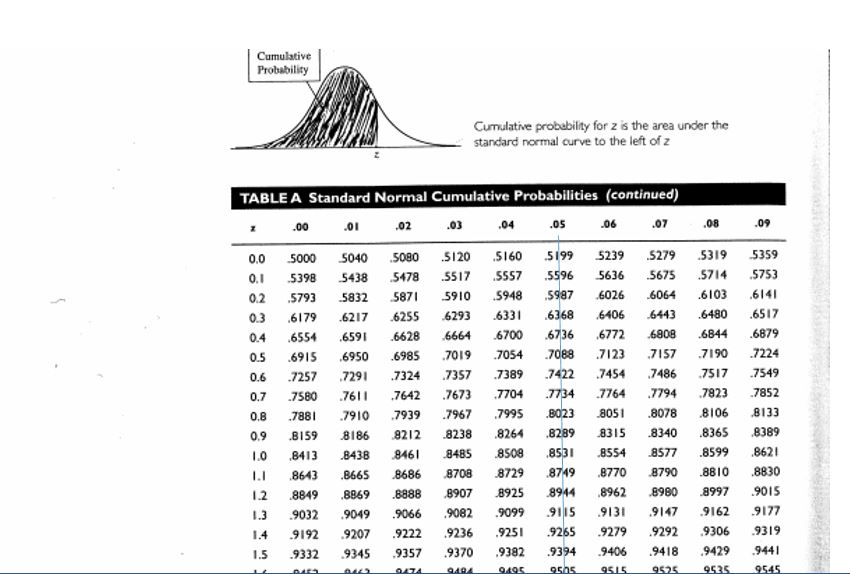 Cumulative
Probability
Cumulative probability for z is the area under the
standard normal curve to the left of z
z
TABLE A Standard Normal Cumulative Probabilities (continued)
z .00 .01 .02 .03 .04 .05 .06 .07 .08 .09
0.0 .5000 .5040 .5080 .5120 .5160 .5199 .5239 .5279 .5319 .5359
0.1 .5398 .5438 .5478 .5517 .5557 .5596 .5636 .5675 .5714 .5753
0.2 .5793 .5832 .5871 .5910 .5948 .5987 .6026 .6064 .6103 .6141
0.3 .6179 .6217 .6255 .6293 .6331 .6368 .6406 .6443 .6480 .6517
0.4 .6554 .6591 .6628 .6664 .6700 .6736 .6772 .6808 .6844 .6879
0.5 .6915 .6950 .6985 .7019 .7054 .7088 .7123 .7157 .7190 .7224
0.6 .7257 .7291 .7324 .7357 .7389 .7422 .7454 .7486 .7517 .7549
0.7 .7580 .7611 .7642 .7673 .7704 .7734 .7764 .7794 .7823 .7852
0.8 .7881 .7910 .7939 .7967 .7995 .8023 .8051 .8078 .8106 .8133
0.9 .8159 .8186 .8212 .8238 .8264 .8289 .8315 .8340 .8365 .8389
1.0 .8413 .8438 .8461 .8485 .8508 .8531 .8554 .8577 .8599 .8621
1.1 .8643 .8665 .8686 .8708 .8729 .8749 .8770 .8790 .8810 .8830
1.2 .8849 .8869 .8888 .8907 .8925 .8944 .8962 .8980 .8997 .9015
1.3 .9032 .9049 .9066 .9082 .9099 .9115 .9131 .9147 .9162 .9177
1.4 .9192 .9207 .9222 .9236 .9251 .9265 .9279 .9292 .9306 .9319
1.5 .9332 .9345 .9357 .9370 .9382 .9394 .9406 .9418 .9429 .9441
.9474 .9484 .9495 .9505 .9515 .9525 .9535 .9545